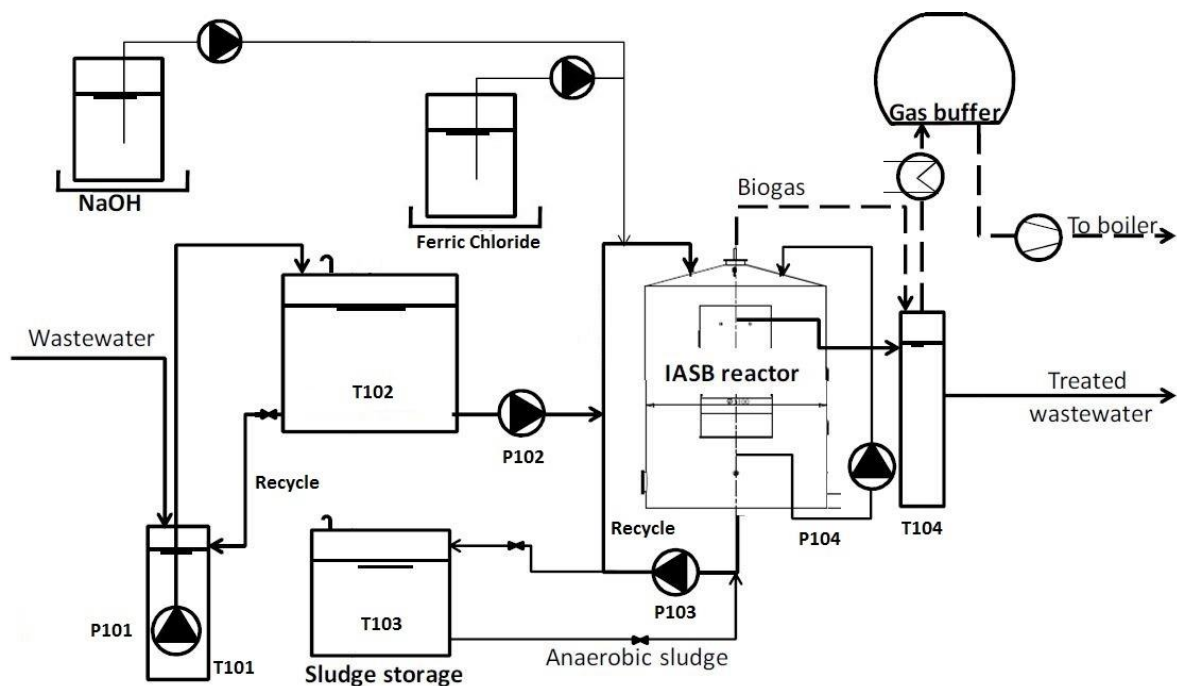 Gas buffer
NaOH
Biogas
Ferric Chloride
To boiler
Wastewater
IASB reactor
T102
Treated
wastewater
P102
Recycle
Recycle
P104
T104
P103
P101
T103
T101
Sludge storage
Anaerobic sludge